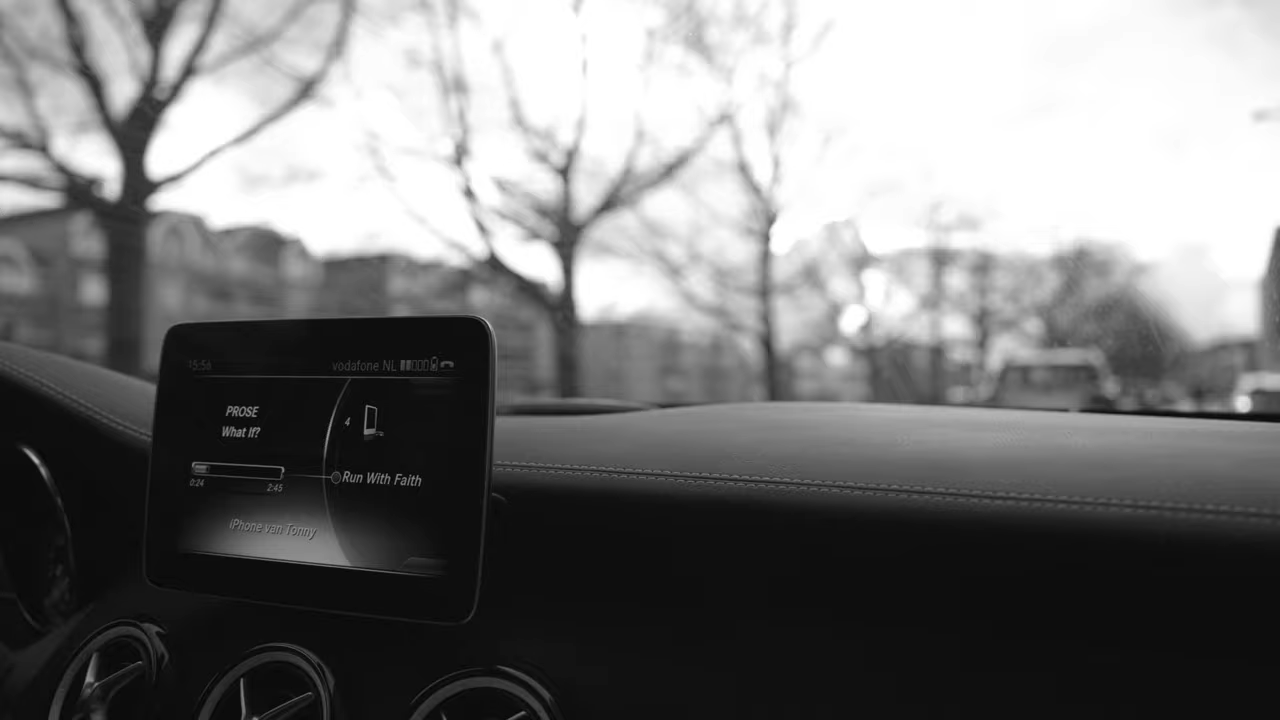 15:56 vodafone NL
PROSE
What If?
4
0:24
2:45
Run With Faith
iPhone van Tonny